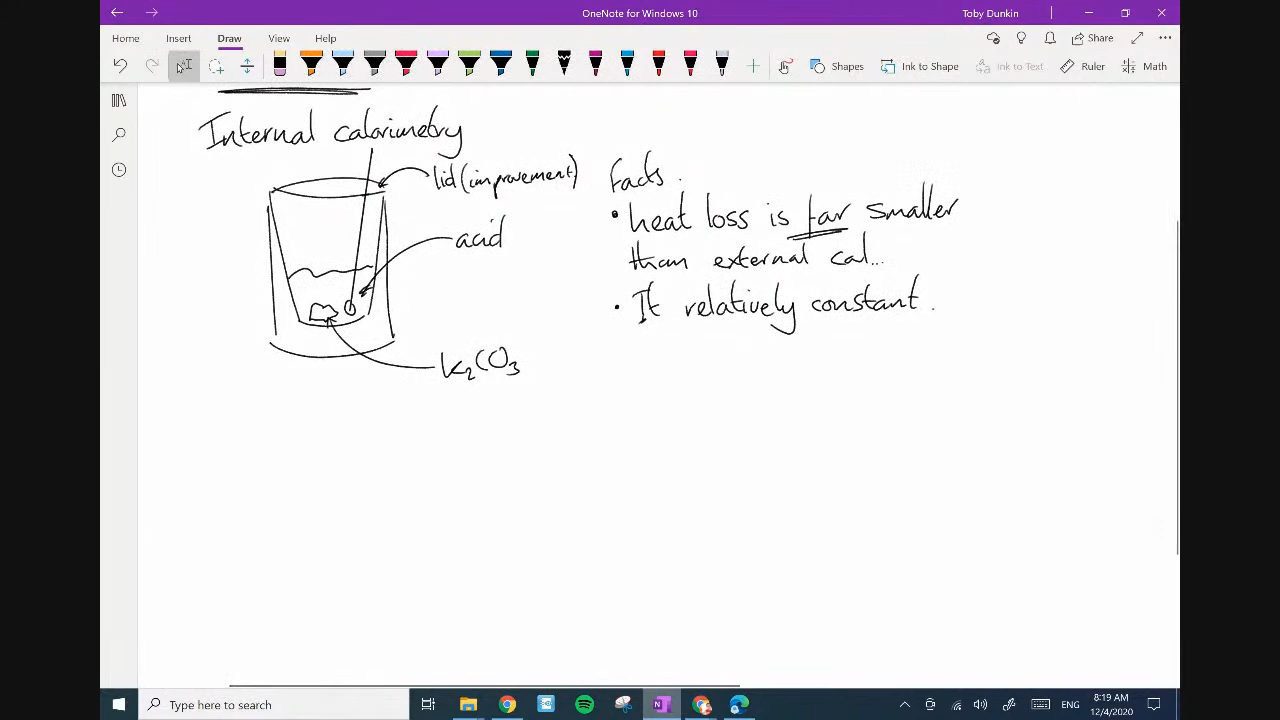 OneNote for Windows 10
Toby Dunkin
Home
Insert
Draw
View
Help
Share
Shapes
Ink to Shape
Ink to Text
Ruler
Math
Internal calorimetry
lid (improvement)
acid
K2CO3
Facts.
• heat loss is far smaller
than external cal...
• It relatively constant.
Type here to search
ENG
8:19 AM
12/4/2020